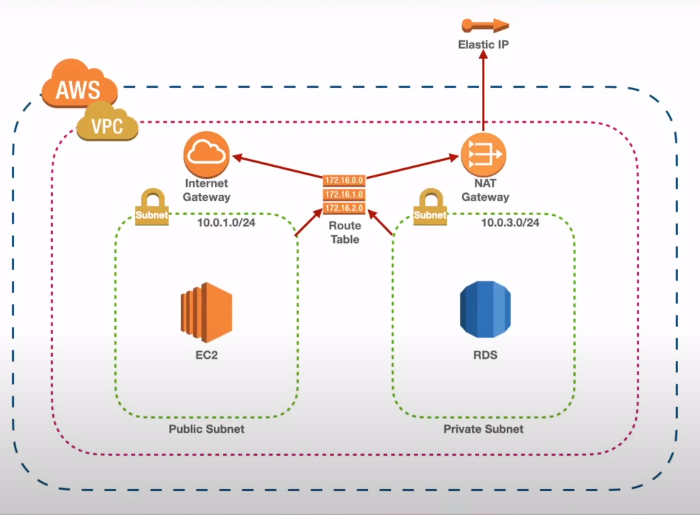 Elastic IP
AWS
VPC
Internet
Gateway
172.16.0.0
172.16.1.0
172.16.2.0
Route
Table
NAT
Gateway
Subnet
10.0.1.0/24
Subnet
10.0.3.0/24
EC2
RDS
Public Subnet
Private Subnet